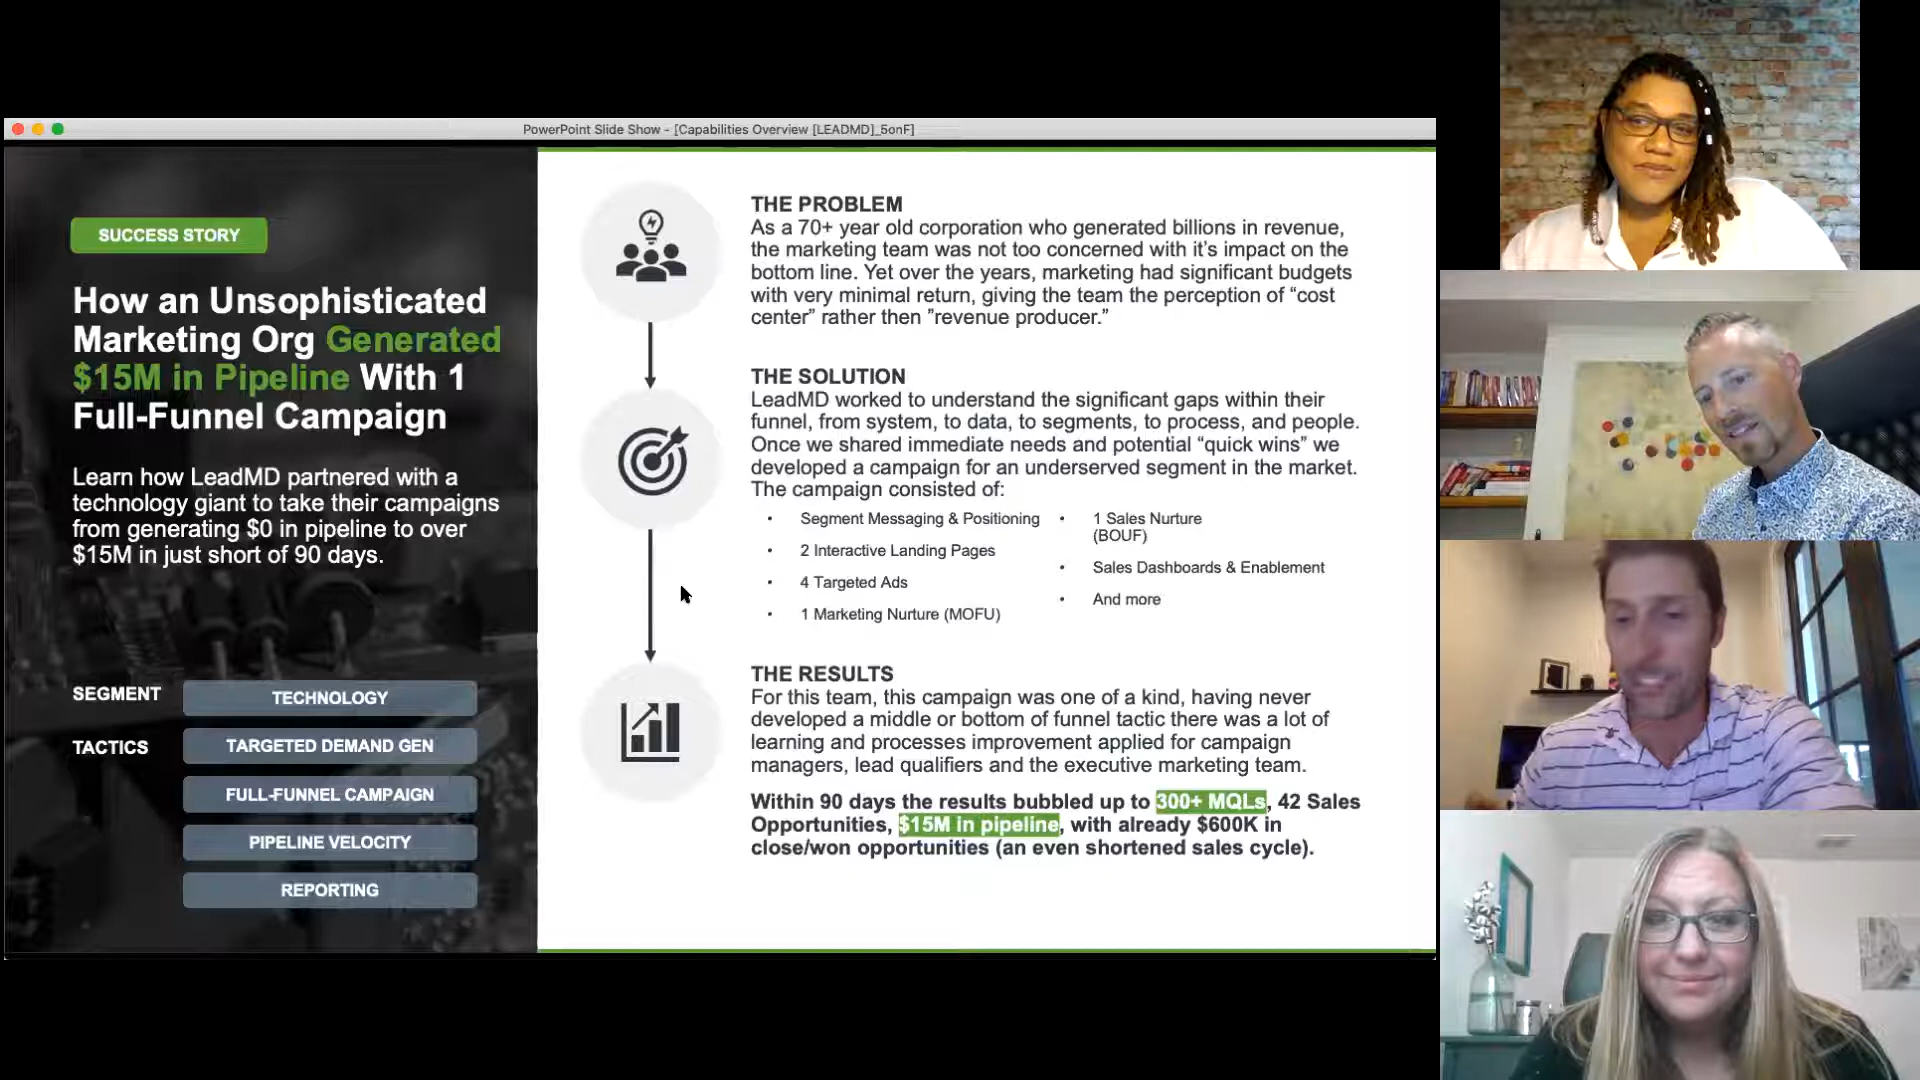 PowerPoint Slide Show - [Capabilities Overview [LEADMD]_5onF]
SUCCESS STORY
How an Unsophisticated
Marketing Org Generated
$15M in Pipeline With 1
Full-Funnel Campaign
Learn how LeadMD partnered with a
technology giant to take their campaigns
from generating $0 in pipeline to over
$15M in just short of 90 days.
SEGMENT
TECHNOLOGY
TACTICS
TARGETED DEMAND GEN
FULL-FUNNEL CAMPAIGN
PIPELINE VELOCITY
REPORTING
THE PROBLEM
As a 70+ year old corporation who generated billions in revenue,
the marketing team was not too concerned with it’s impact on the
bottom line. Yet over the years, marketing had significant budgets
with very minimal return, giving the team the perception of “cost
center” rather then ”revenue producer.”
THE SOLUTION
LeadMD worked to understand the significant gaps within their
funnel, from system, to data, to segments, to process, and people.
Once we shared immediate needs and potential “quick wins” we
developed a campaign for an underserved segment in the market.
The campaign consisted of:
• Segment Messaging & Positioning
• 2 Interactive Landing Pages
• 4 Targeted Ads
• 1 Marketing Nurture (MOFU)
• 1 Sales Nurture
(BOUF)
• Sales Dashboards & Enablement
• And more
THE RESULTS
For this team, this campaign was one of a kind, having never
developed a middle or bottom of funnel tactic there was a lot of
learning and processes improvement applied for campaign
managers, lead qualifiers and the executive marketing team.
Within 90 days the results bubbled up to 300+ MQLs, 42 Sales
Opportunities, $15M in pipeline, with already $600K in
close/won opportunities (an even shortened sales cycle).